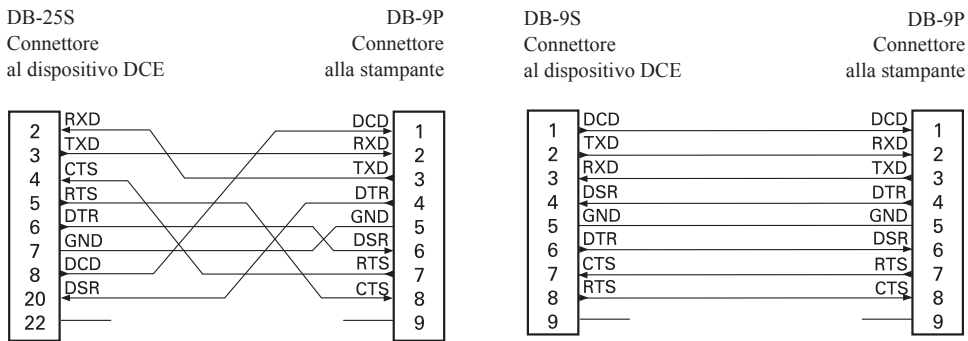 DB-25S
Connettore
al dispositivo DCE
DB-9P
Connettore
alla stampante
2 RXD DCD 1
3 TXD RXD 2
4 CTS TXD 3
5 RTS DTR 4
6 DTR GND 5
7 GND DSR 6
8 DCD RTS 7
20 DSR CTS 8
22 9
DB-9S
Connettore
al dispositivo DCE
DB-9P
Connettore
alla stampante
1 DCD DCD 1
2 TXD RXD 2
3 RXD TXD 3
4 DSR DTR 4
5 GND GND 5
6 DTR DSR 6
7 CTS RTS 7
8 RTS CTS 8
9 9